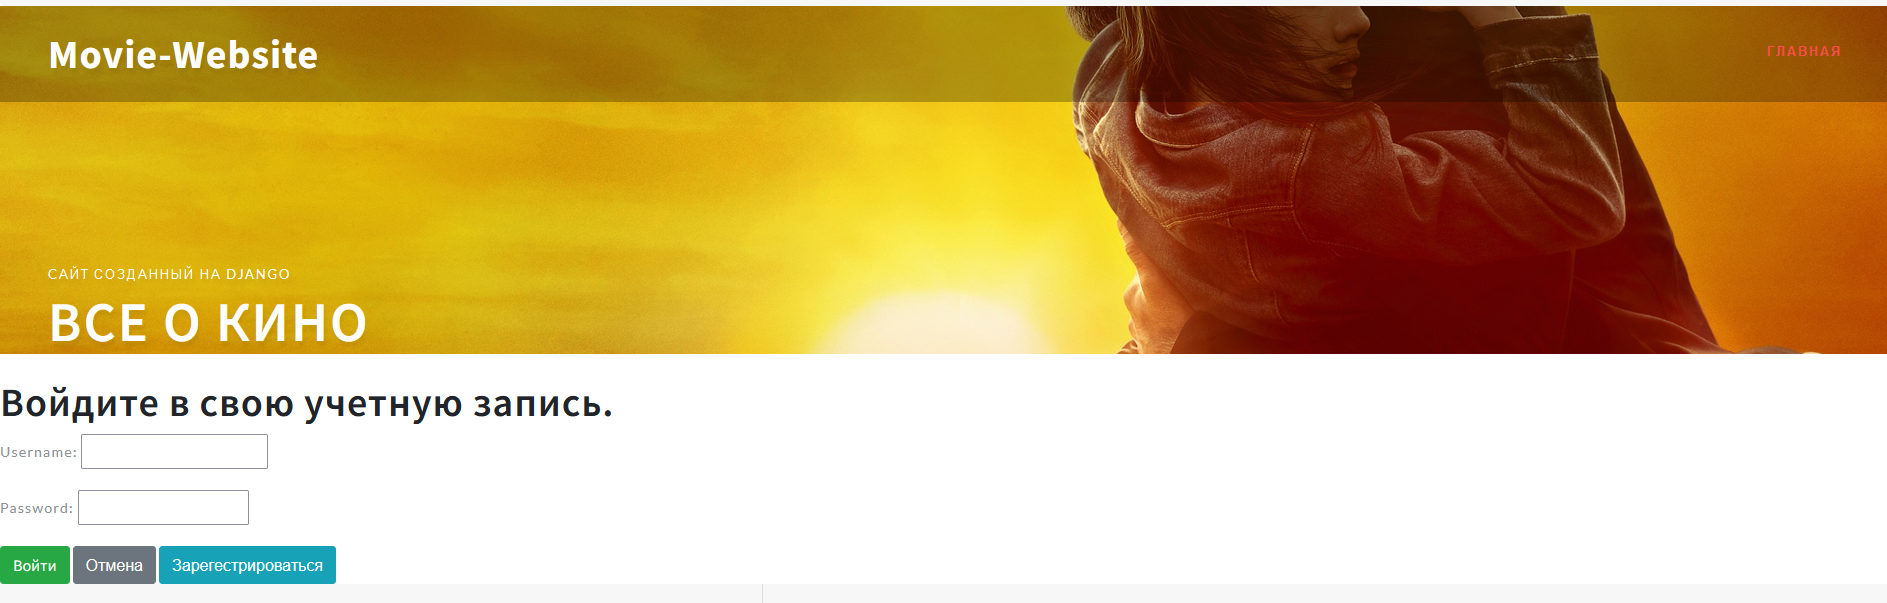 Movie-Website
ГЛАВНАЯ
САЙТ СОЗДАННЫЙ НА DJANGO
ВСЕ О КИНО
Войдите в свою учетную запись.
Username:
Password:
Войти Отмена Зарегестрироваться